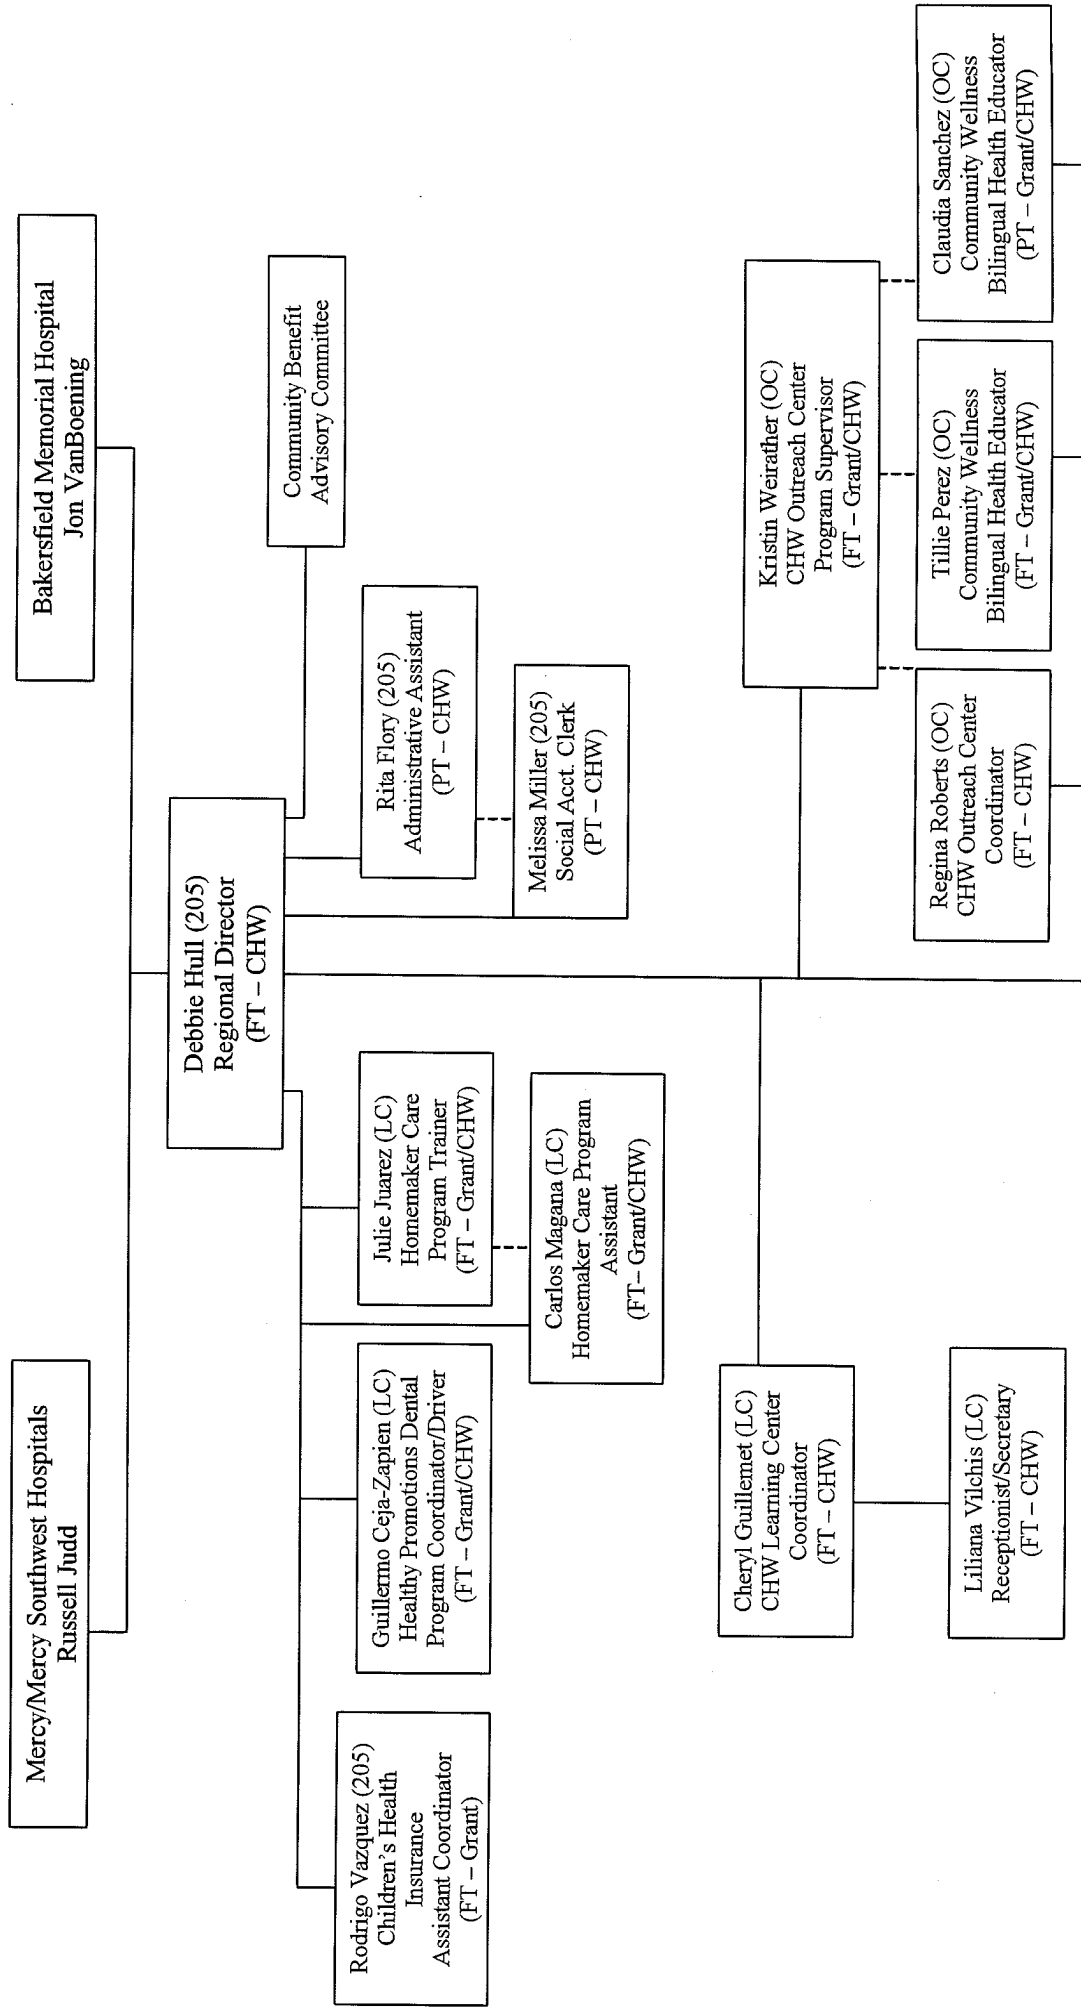 Mercy/Mercy Southwest Hospitals
Russell Judd
Bakersfield Memorial Hospital
Jon VanBoening
Debbie Hull (205)
Regional Director
(FT – CHW)
Community Benefit
Advisory Committee
Rodrigo Vazquez (205)
Children's Health
Insurance
Assistant Coordinator
(FT – Grant)
Guillermo Ceja-Zapien (LC)
Healthy Promotions Dental
Program Coordinator/Driver
(FT – Grant/CHW)
Julie Juarez (LC)
Homemaker Care
Program Trainer
(FT – Grant/CHW)
Rita Flory (205)
Administrative Assistant
(PT – CHW)
Carlos Magana (LC)
Homemaker Care Program
Assistant
(FT– Grant/CHW)
Melissa Miller (205)
Social Acct. Clerk
(PT – CHW)
Cheryl Guillemet (LC)
CHW Learning Center
Coordinator
(FT – CHW)
Kristin Weirather (OC)
CHW Outreach Center
Program Supervisor
(FT – Grant/CHW)
Liliana Vilchis (LC)
Receptionist/Secretary
(FT – CHW)
Regina Roberts (OC)
CHW Outreach Center
Coordinator
(FT – CHW)
Tillie Perez (OC)
Community Wellness
Bilingual Health Educator
(FT – Grant/CHW)
Claudia Sanchez (OC)
Community Wellness
Bilingual Health Educator
(PT – Grant/CHW)